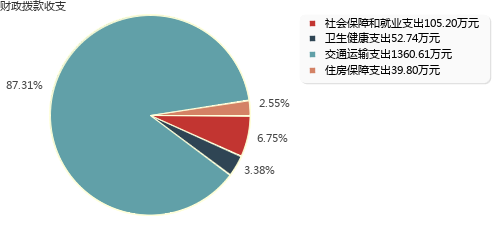 财政拨款收支
社会保障和就业支出105.20万元
卫生健康支出52.74万元
交通运输支出1360.61万元
住房保障支出39.80万元
87.31%
2.55%
6.75%
3.38%